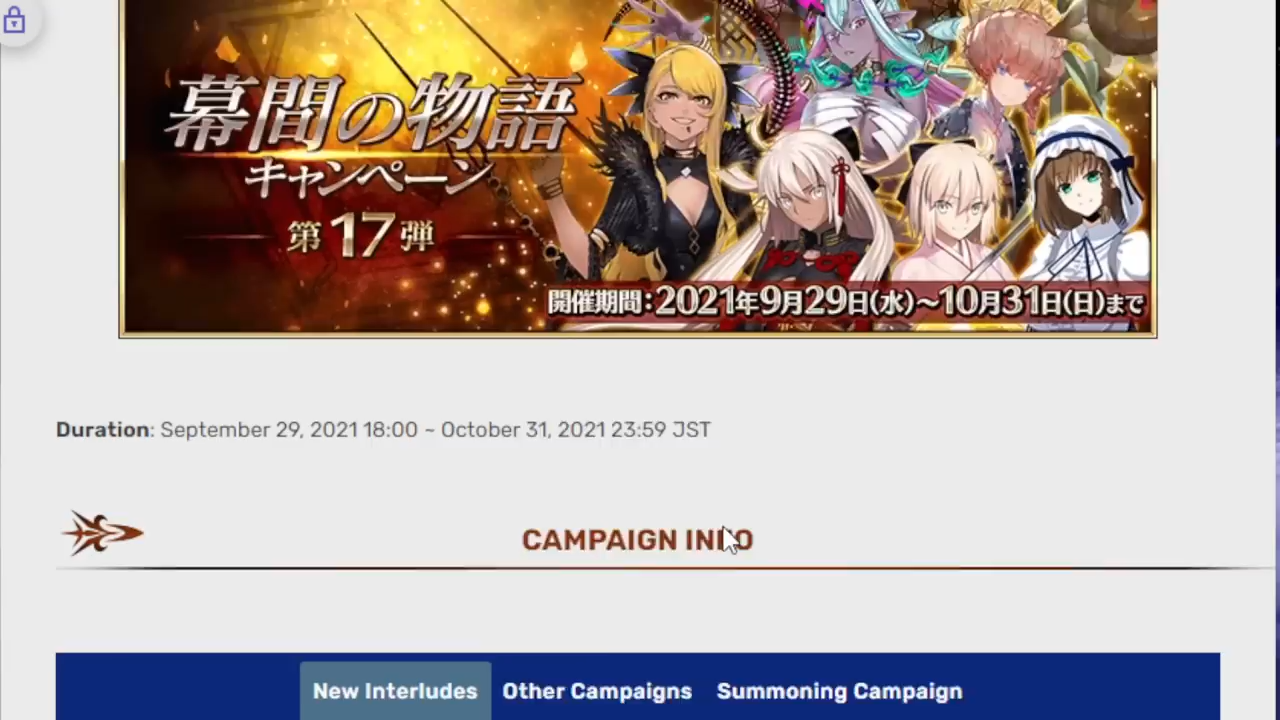 幕間の物語
キャンペーン
第17弾
開催期間:2021年9月29日(水)～10月31日(日)まで
Duration: September 29, 2021 18:00 ~ October 31, 2021 23:59 JST
CAMPAIGN INFO
New Interludes Other Campaigns Summoning Campaign